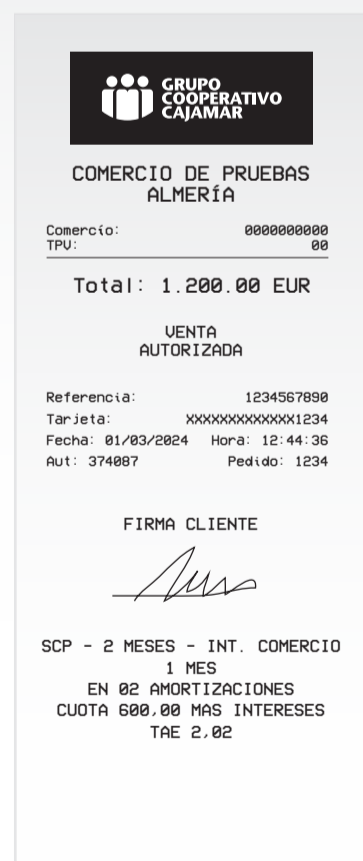 GRUPO
COOPERATIVO
CAJAMAR
COMERCIO DE PRUEBAS
ALMERÍA
Comercio: 0000000000
TPV: 00
Total: 1.200.00 EUR
VENTA
AUTORIZADA
Referencia: 1234567890
Tarjeta: XXXXXXXXXXXXX1234
Fecha: 01/03/2024 Hora: 12:44:36
Aut: 374087 Pedido: 1234
FIRMA CLIENTE
SCP - 2 MESES - INT. COMERCIO
1 MES
EN 02 AMORTIZACIONES
CUOTA 600,00 MAS INTERESES
TAE 2,02